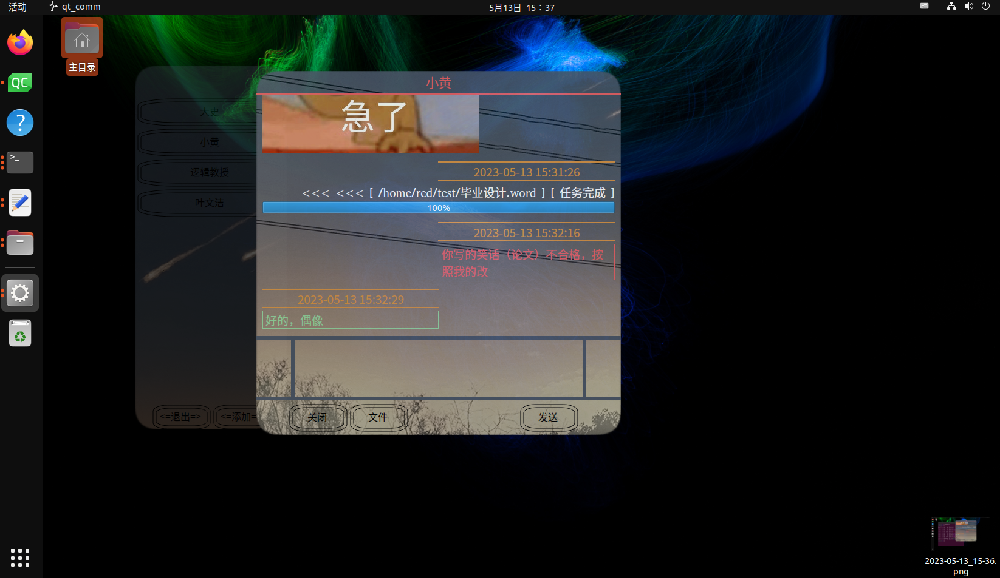 活动
qt_comm
5月13日 15：37
主目录
QC
?
>_
大史
小黄
逻辑教授
叶文洁
<=退出=>
<=添加=
小黄
急了
2023-05-13 15:31:26
<<< <<< [ /home/red/test/毕业设计.word ] [ 任务完成 ]
100%
2023-05-13 15:32:16
你写的笑话（论文）不合格，按
照我的改
2023-05-13 15:32:29
好的，偶像
关闭
文件
发送
2023-05-13_15-36.
png